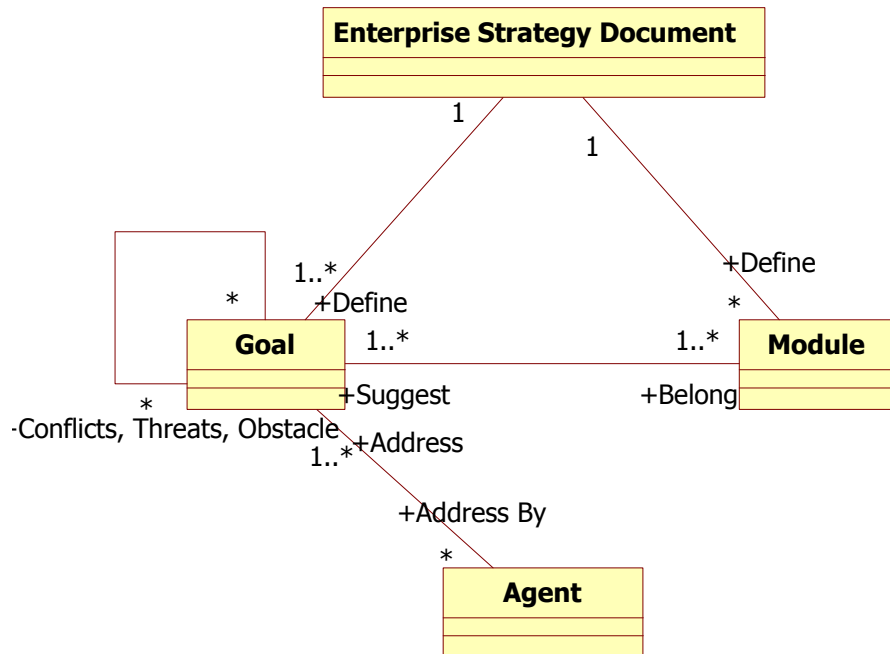 Enterprise Strategy Document
1
1
+Define
1..*
*
*
+Define
Goal
1..*
1..*
Module
+Suggest
+Belong
*
-Conflicts, Threats, Obstacle
+Address
1..*
+Address By
*
Agent